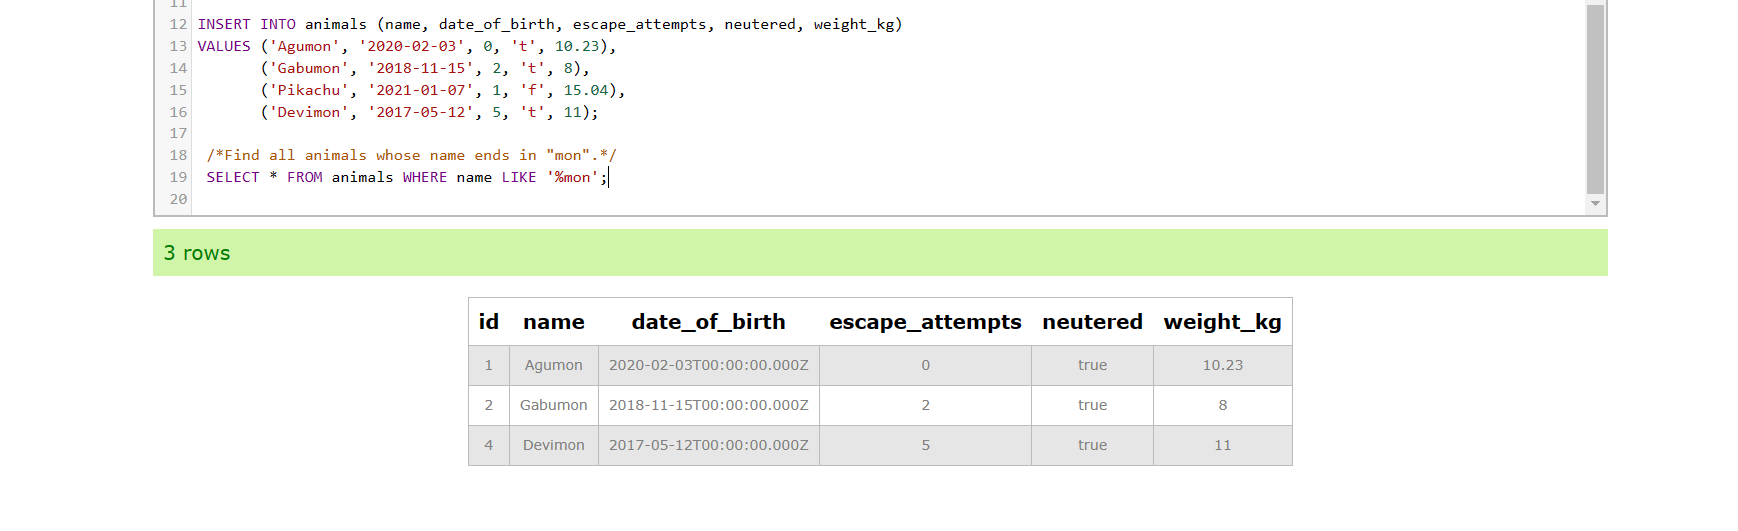 11
12 INSERT INTO animals (name, date_of_birth, escape_attempts, neutered, weight_kg)
13 VALUES ('Agumon', '2020-02-03', 0, 't', 10.23),
14 ('Gabumon', '2018-11-15', 2, 't', 8),
15 ('Pikachu', '2021-01-07', 1, 'f', 15.04),
16 ('Devimon', '2017-05-12', 5, 't', 11);
17
18 /*Find all animals whose name ends in "mon".*/
19 SELECT * FROM animals WHERE name LIKE '%mon';
20
3 rows
id name date_of_birth escape_attempts neutered weight_kg
1 Agumon 2020-02-03T00:00:00.000Z 0 true 10.23
2 Gabumon 2018-11-15T00:00:00.000Z 2 true 8
4 Devimon 2017-05-12T00:00:00.000Z 5 true 11